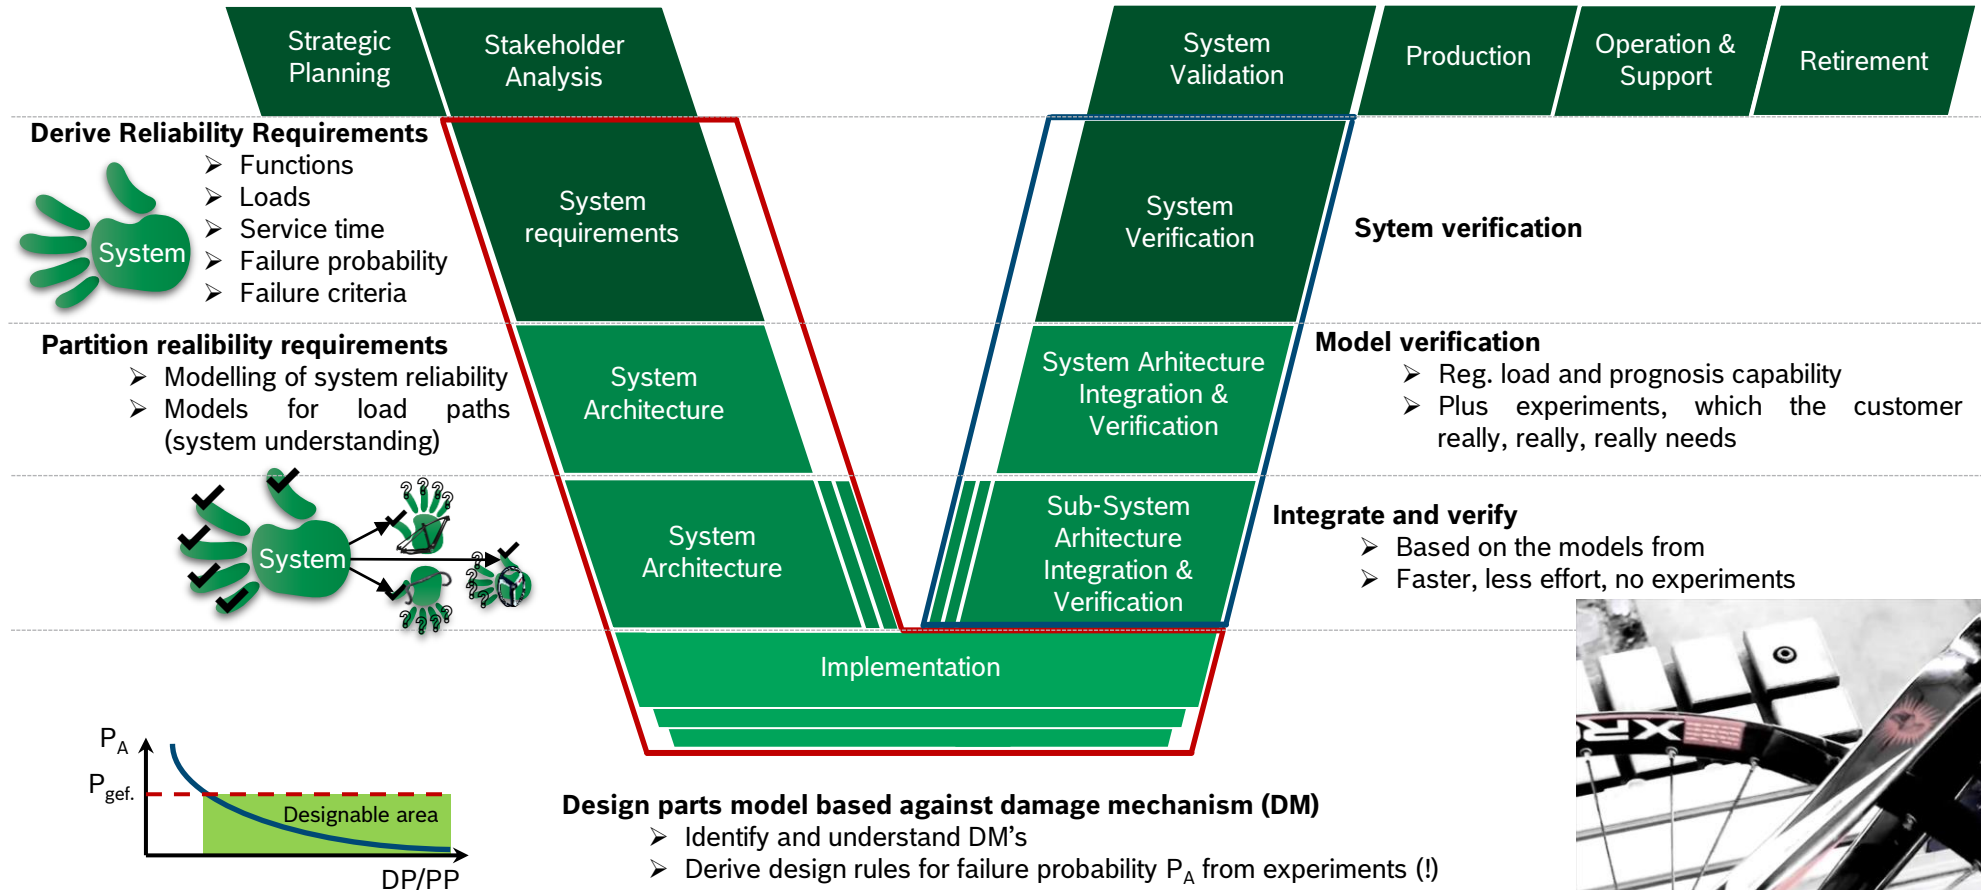 Strategic
Planning
Stakeholder
Analysis
System
Validation
Production
Operation &
Support
Retirement
Derive Reliability Requirements
➢ Functions
➢ Loads
➢ Service time
➢ Failure probability
➢ Failure criteria
System
System
requirements
System
Verification
Sytem verification
Partition realibility requirements
➢ Modelling of system reliability
➢ Models for load paths
(system understanding)
System
Architecture
System Arhitecture
Integration &
Verification
Model verification
➢ Reg. load and prognosis capability
➢ Plus experiments, which the customer
really, really, really needs
System
? ? ? ?
? ? ? ?
? ? ? ?
System
Architecture
Sub-System
Arhitecture
Integration &
Verification
Integrate and verify
➢ Based on the models from
➢ Faster, less effort, no experiments
Implementation
XR
P_A
P_gef.
Designable area
DP/PP
Design parts model based against damage mechanism (DM)
➢ Identify and understand DM's
➢ Derive design rules for failure probability P_A from experiments (!)